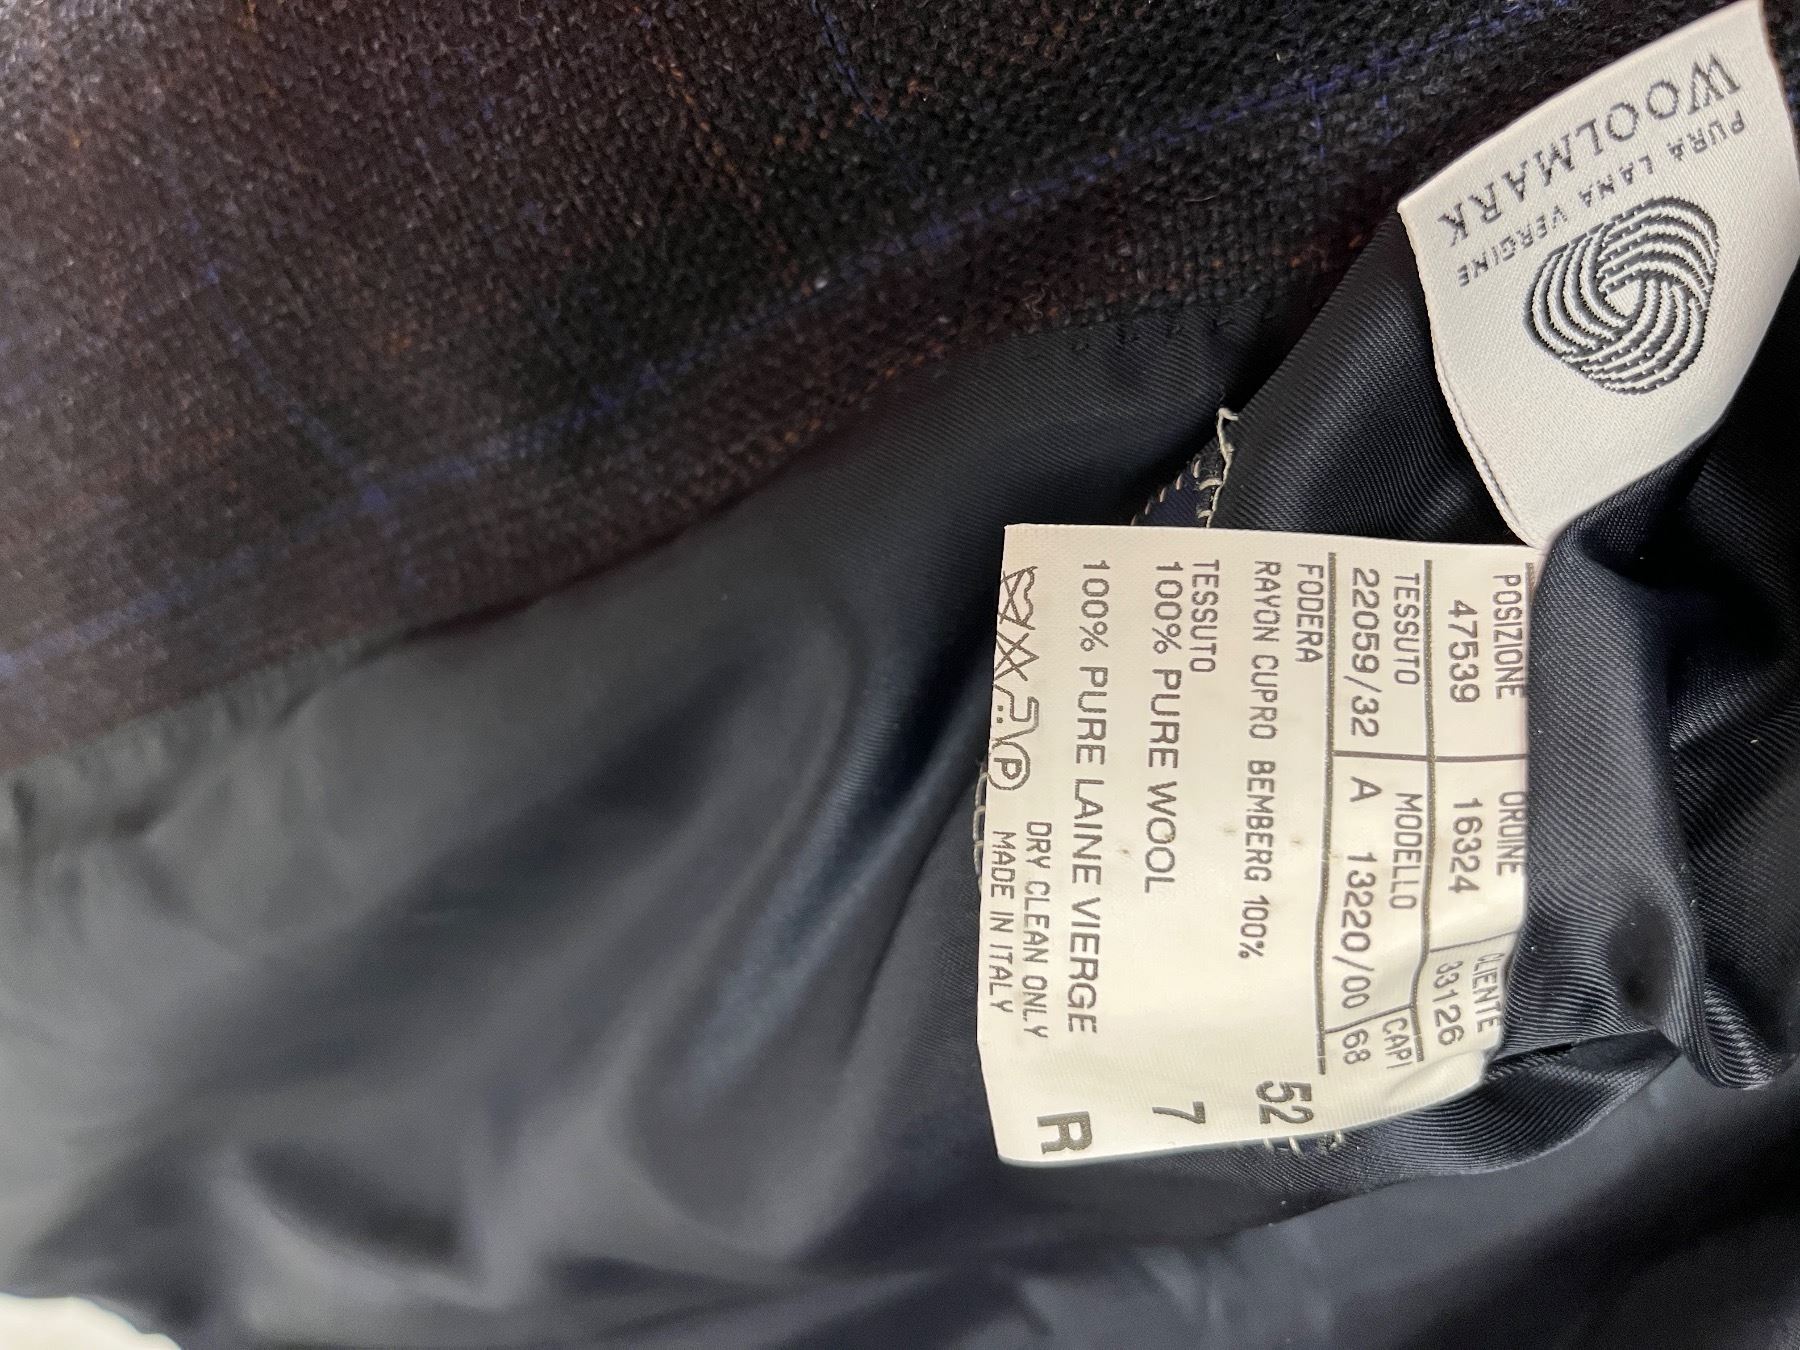 WOOLMARK
PURA LANA VERGINE
POSIZIONE ORDINE CLIENTE
47539 16324 33126
TESSUTO MODELLO CAPI
22059/32 A 13220/00 68
FODERA
RAYON CUPRO BEMBERG 100% 52
TESSUTO
100% PURE WOOL 7
100% PURE LAINE VIERGE R
P DRY CLEAN ONLY
MADE IN ITALY